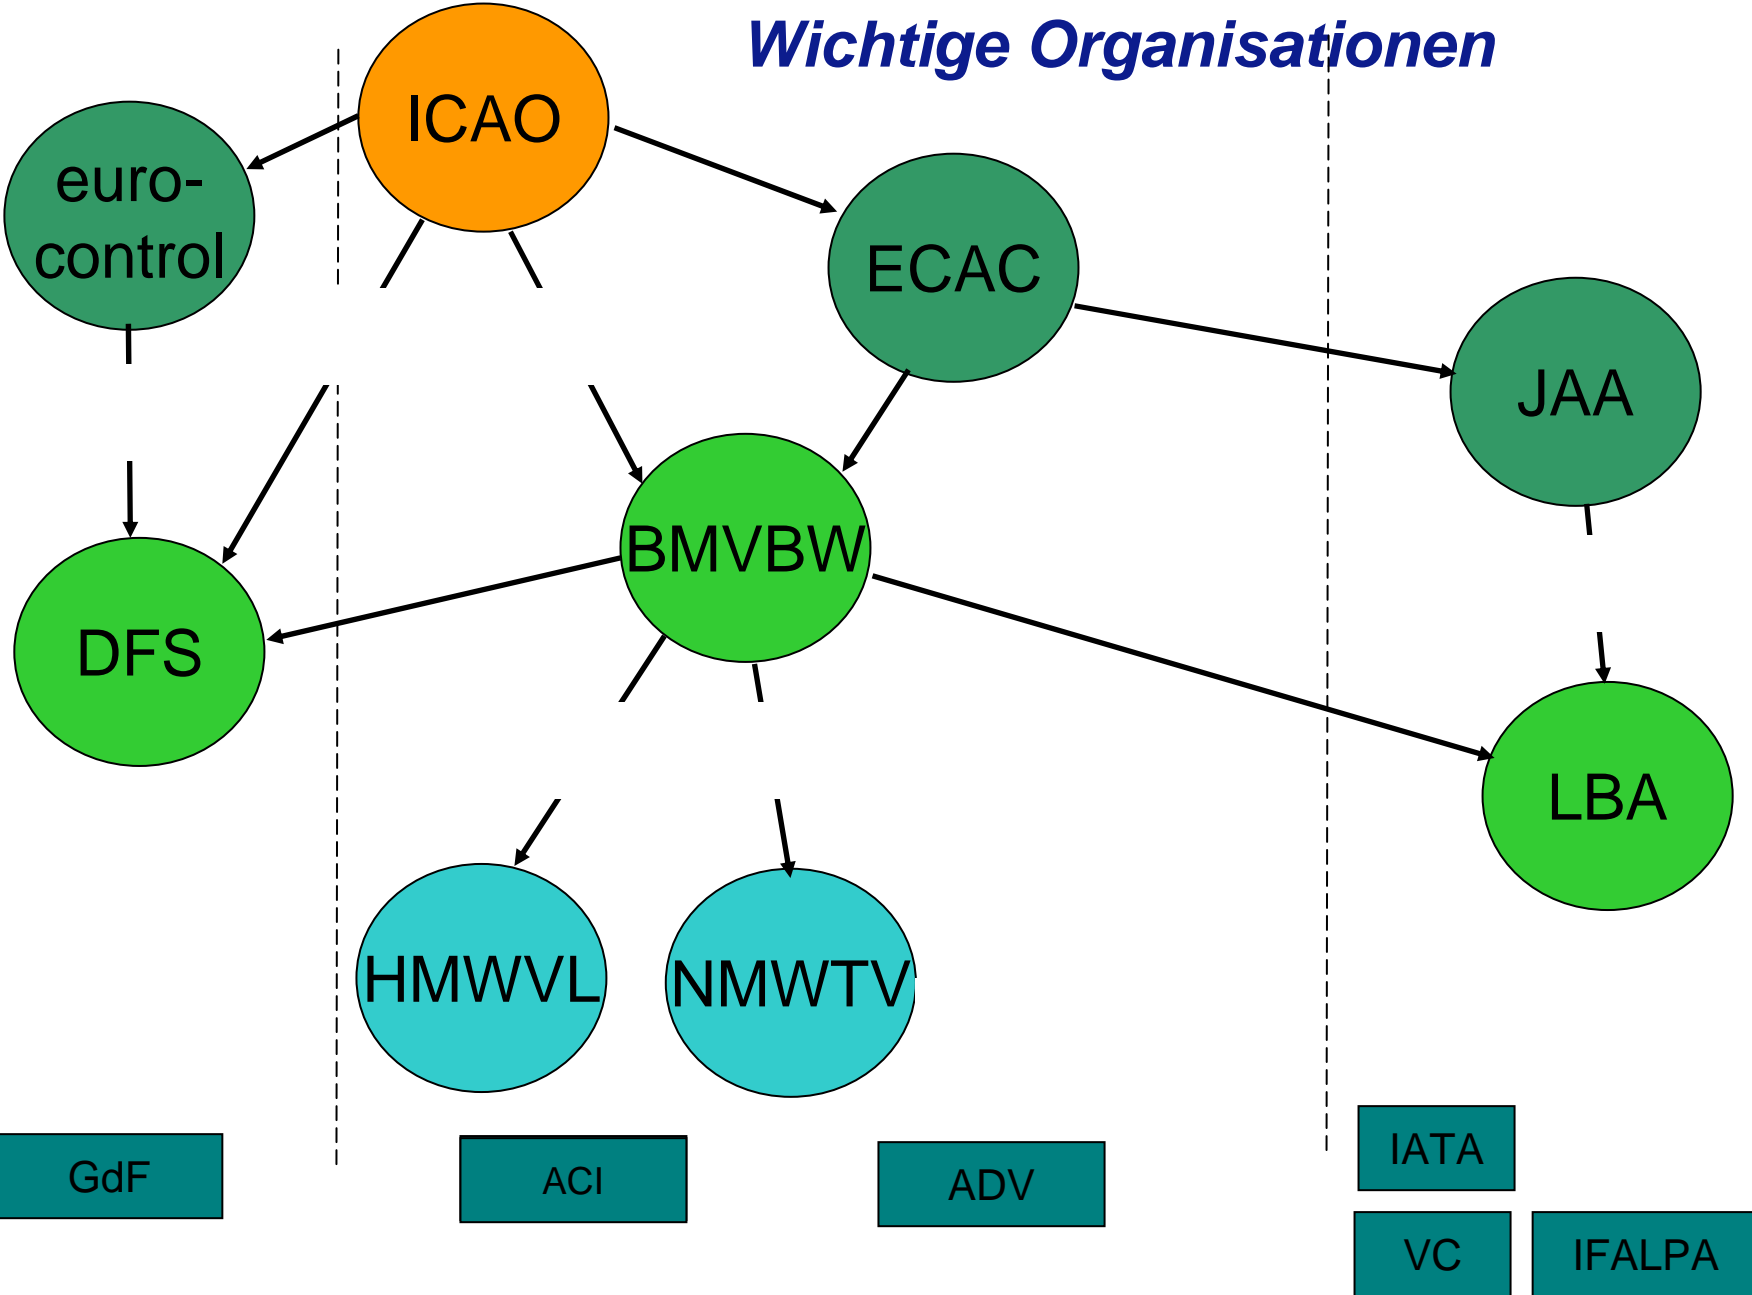 Wichtige Organisationen
ICAO
euro-
control
ECAC
JAA
BMVBW
DFS
LBA
HMWVL
NMWTV
GdF
ACI
ADV
IATA
VC
IFALPA